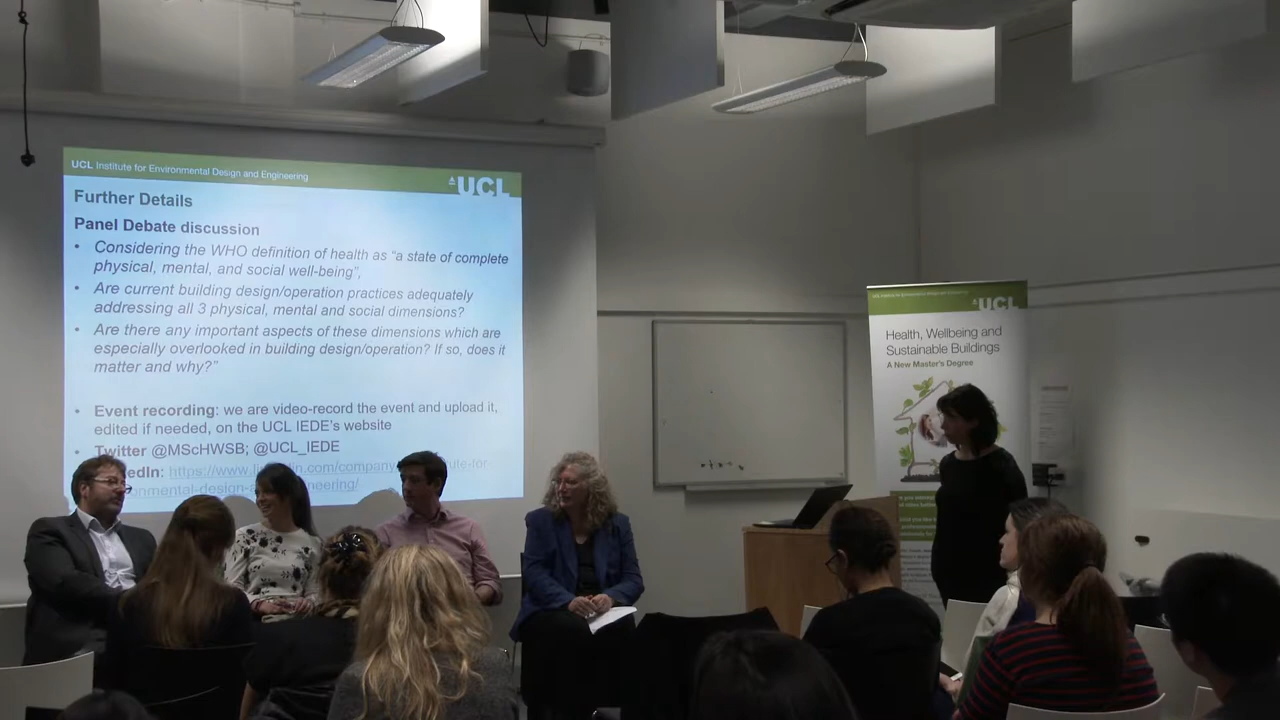 UCL Institute for Environmental Design and Engineering
UCL
Further Details
Panel Debate discussion
• Considering the WHO definition of health as “a state of complete
physical, mental, and social well-being”,
• Are current building design/operation practices adequately
addressing all 3 physical, mental and social dimensions?
• Are there any important aspects of these dimensions which are
especially overlooked in building design/operation? If so, does it
matter and why?”
• Event recording: we are video-record the event and upload it,
edited if needed, on the UCL IEDE’s website
• Twitter @MScHWSB; @UCL_IEDE
https://www.
UCL
Health, Wellbeing and
Sustainable Buildings
A New Master's Degree